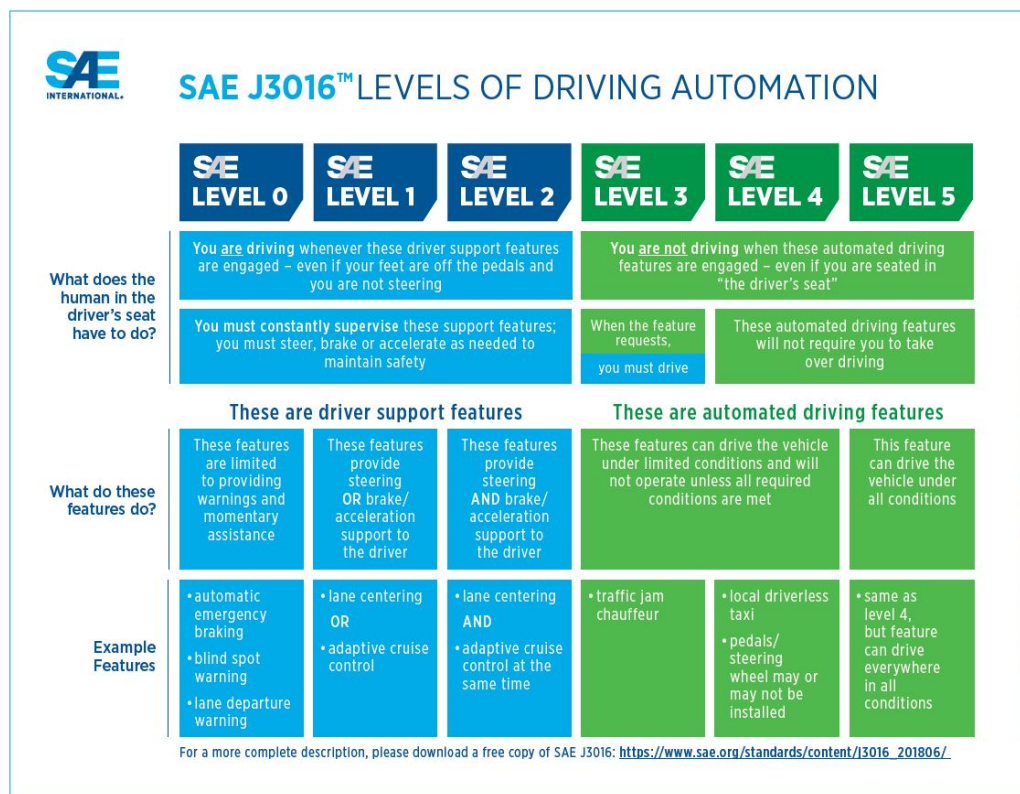 SAE
INTERNATIONAL®
SAE J3016™ LEVELS OF DRIVING AUTOMATION
SAE
LEVEL 0
SAE
LEVEL 1
SAE
LEVEL 2
SAE
LEVEL 3
SAE
LEVEL 4
SAE
LEVEL 5
What does the
human in the
driver's seat
have to do?
You are driving whenever these driver support features
are engaged – even if your feet are off the pedals and
you are not steering
You are not driving when these automated driving
features are engaged – even if you are seated in
“the driver's seat”
You must constantly supervise these support features;
you must steer, brake or accelerate as needed to
maintain safety
When the feature
requests,
you must drive
These automated driving features
will not require you to take
over driving
These are driver support features
These are automated driving features
What do these
features do?
These features
are limited
to providing
warnings and
momentary
assistance
These features
provide
steering
OR brake/
acceleration
support to
the driver
These features
provide
steering
AND brake/
acceleration
support to
the driver
These features can drive the vehicle
under limited conditions and will
not operate unless all required
conditions are met
This feature
can drive the
vehicle under
all conditions
Example
Features
• automatic
emergency
braking
• blind spot
warning
• lane departure
warning
• lane centering
OR
• adaptive cruise
control
• lane centering
AND
• adaptive cruise
control at the
same time
• traffic jam
chauffeur
• local driverless
taxi
• pedals/
steering
wheel may or
may not be
installed
• same as
level 4,
but feature
can drive
everywhere
in all
conditions
For a more complete description, please download a free copy of SAE J3016: https://www.sae.org/standards/content/j3016_201806/